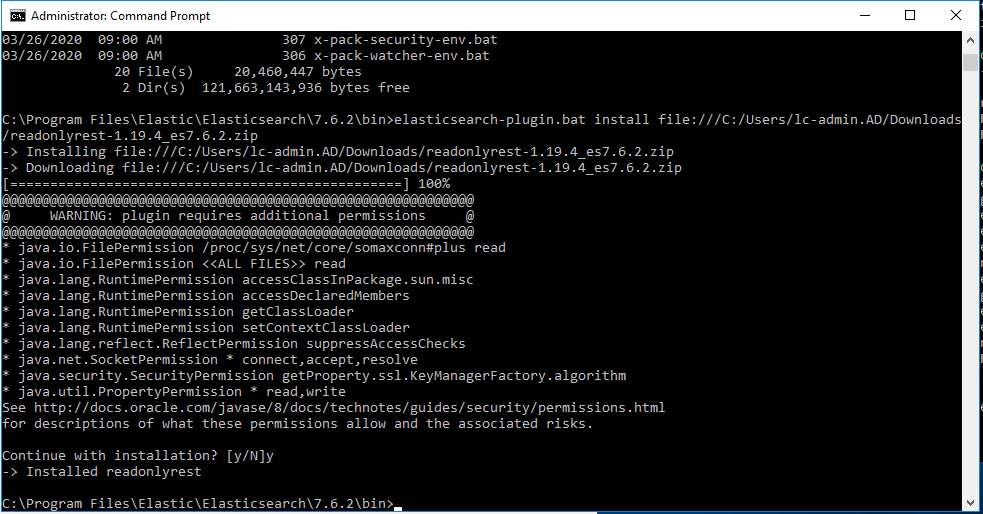 Administrator: Command Prompt
03/26/2020  09:00 AM               307 x-pack-security-env.bat
03/26/2020  09:00 AM               306 x-pack-watcher-env.bat
              20 File(s)     20,460,447 bytes
               2 Dir(s)  121,663,143,936 bytes free
C:\Program Files\Elastic\Elasticsearch\7.6.2\bin>elasticsearch-plugin.bat install file:///C:/Users/lc-admin.AD/Downloads
/readonlyrest-1.19.4_es7.6.2.zip
-> Installing file:///C:/Users/lc-admin.AD/Downloads/readonlyrest-1.19.4_es7.6.2.zip
-> Downloading file:///C:/Users/lc-admin.AD/Downloads/readonlyrest-1.19.4_es7.6.2.zip
[=================================================] 100%
@@@@@@@@@@@@@@@@@@@@@@@@@@@@@@@@@@@@@@@@@@@@@@@@@@@@@@@@@@@
@     WARNING: plugin requires additional permissions     @
@@@@@@@@@@@@@@@@@@@@@@@@@@@@@@@@@@@@@@@@@@@@@@@@@@@@@@@@@@@
* java.io.FilePermission /proc/sys/net/core/somaxconn#plus read
* java.io.FilePermission <<ALL FILES>> read
* java.lang.RuntimePermission accessClassInPackage.sun.misc
* java.lang.RuntimePermission accessDeclaredMembers
* java.lang.RuntimePermission getClassLoader
* java.lang.RuntimePermission setContextClassLoader
* java.lang.reflect.ReflectPermission suppressAccessChecks
* java.net.SocketPermission * connect,accept,resolve
* java.security.SecurityPermission getProperty.ssl.KeyManagerFactory.algorithm
* java.util.PropertyPermission * read,write
See http://docs.oracle.com/javase/8/docs/technotes/guides/security/permissions.html
for descriptions of what these permissions allow and the associated risks.
Continue with installation? [y/N]y
-> Installed readonlyrest
C:\Program Files\Elastic\Elasticsearch\7.6.2\bin>